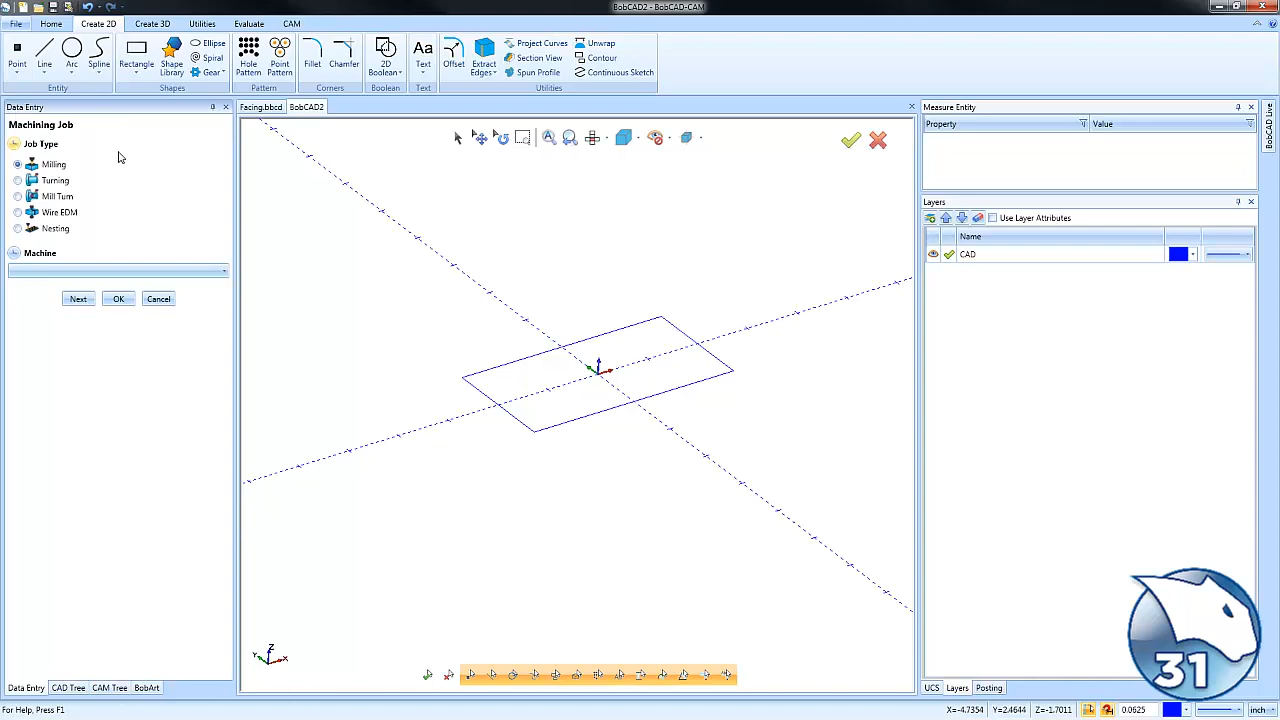 BobCAD2 - BobCAD-CAM
File Home Create 2D Create 3D Utilities Evaluate CAM
Point Line Arc Spline
Entity
Rectangle Shape Library Ellipse Spiral Gear
Shapes
Hole Pattern Point Pattern
Pattern
Fillet Chamfer
Corners
2D Boolean
Boolean
Aa Text
Text
Offset Extract Edges Project Curves Section View Spun Profile Unwrap Contour Continuous Sketch
Utilities
Data Entry
Machining Job
Job Type
Milling
Turning
Mill Turn
Wire EDM
Nesting
Machine
Next OK Cancel
Facing.bbcd BobCAD2
Z
Y X
Measure Entity
Property Value
Layers
Use Layer Attributes
Name
CAD
BobCAD Live
31
Data Entry CAD Tree CAM Tree BobArt
UCS Layers Posting
For Help, Press F1
X=-4.7354 Y=2.4644 Z=-1.7011 0.0625 inch